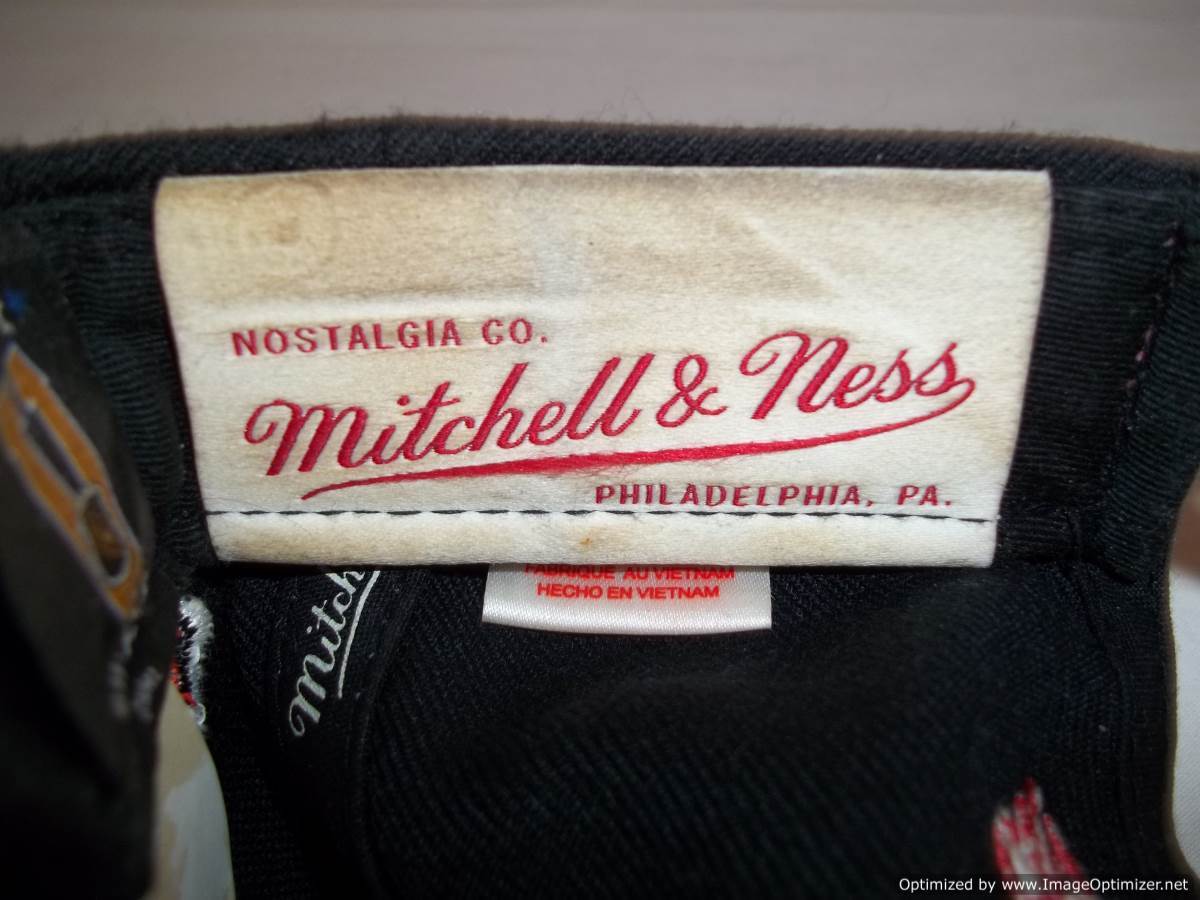 NOSTALGIA CO.
Mitchell & Ness
PHILADELPHIA, PA.
FABRIQUE AU VIETNAM
HECHO EN VIETNAM
Mitch
Optimized by www.ImageOptimizer.net